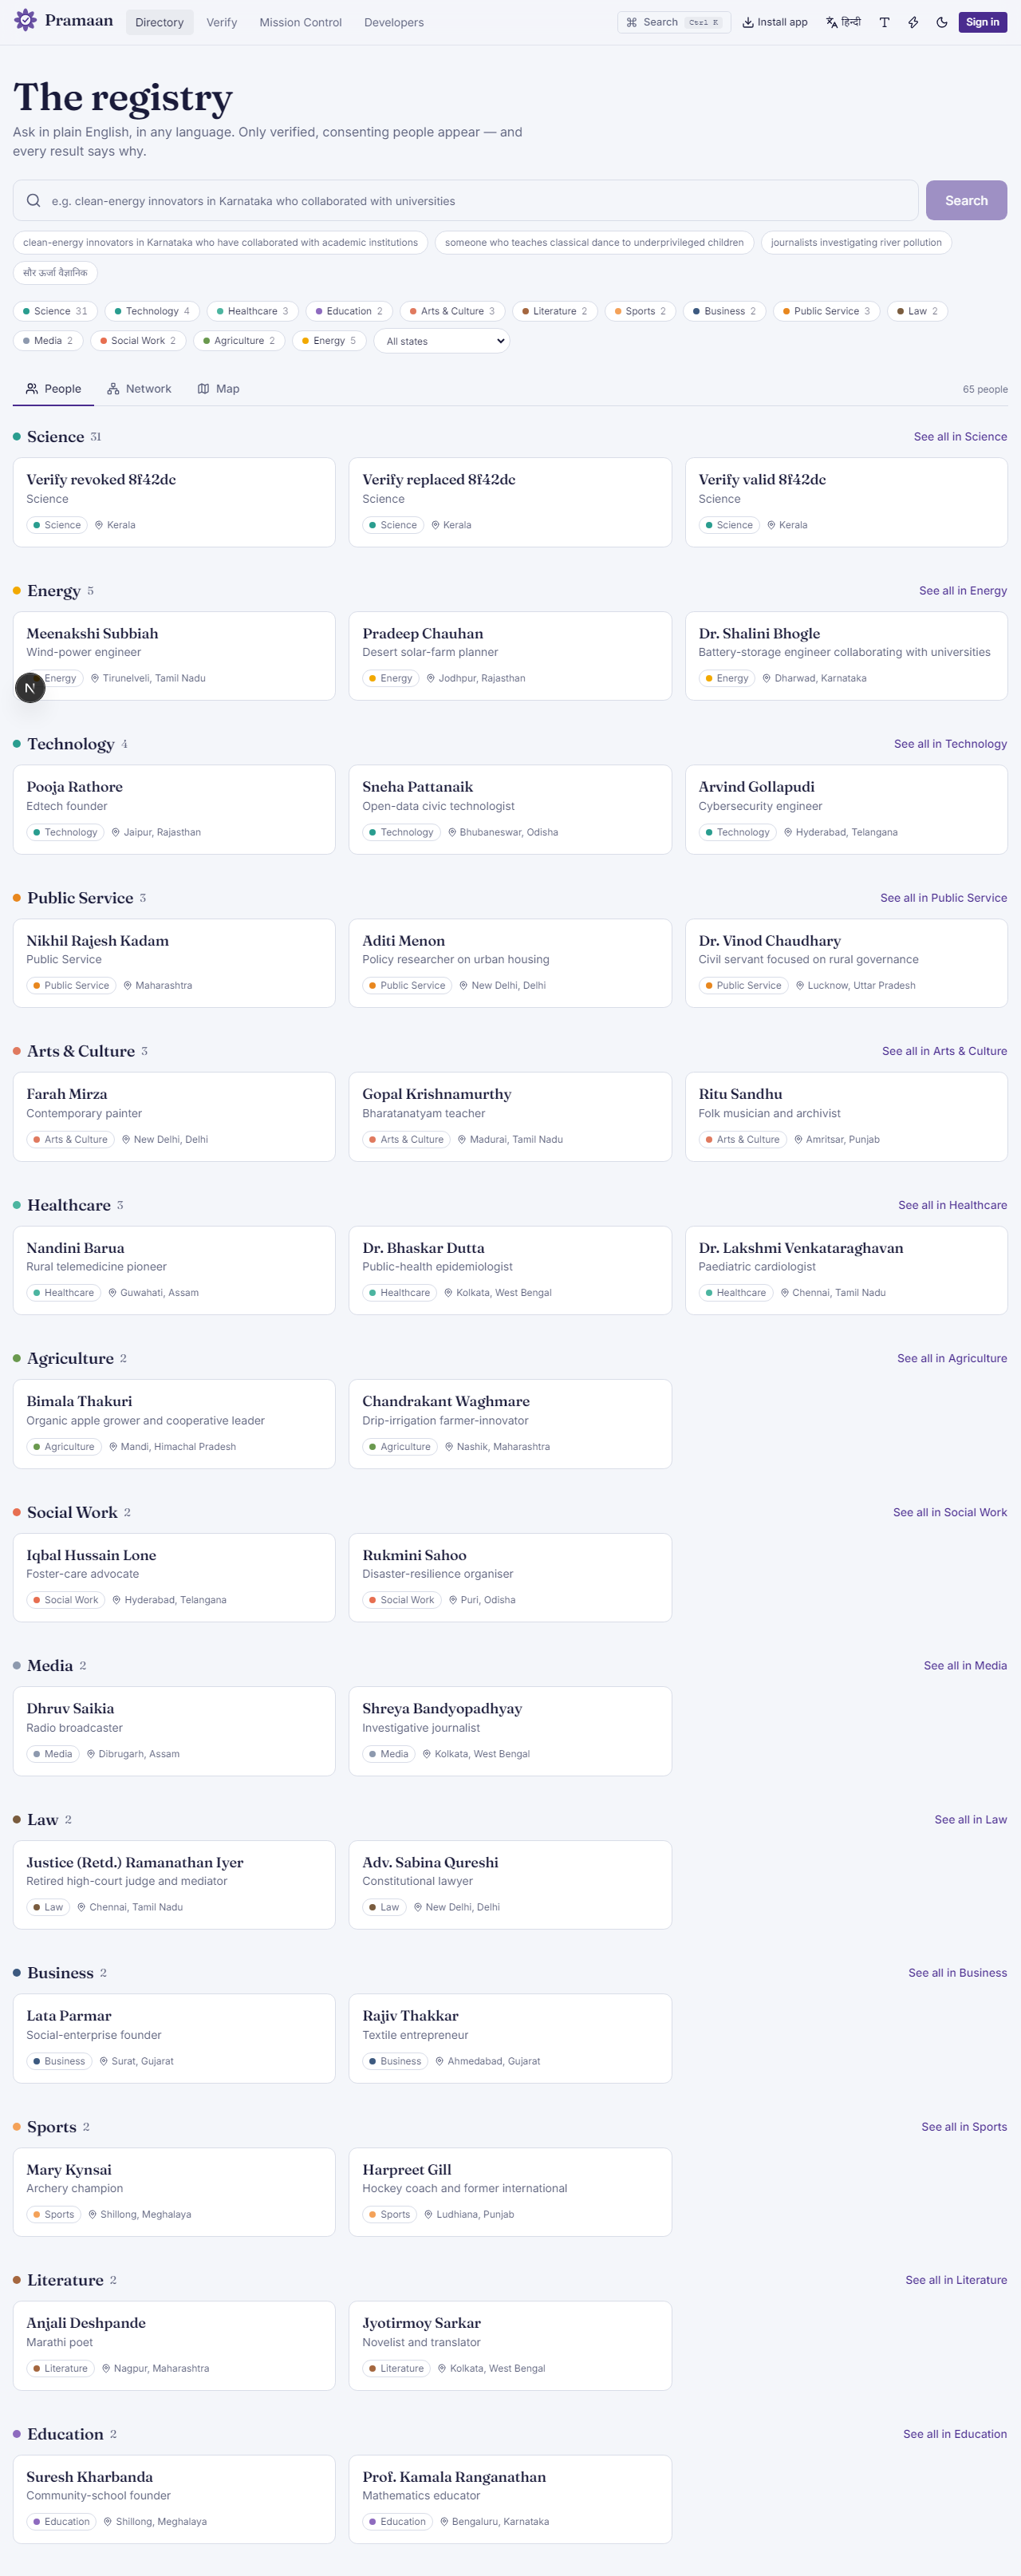 Pramaan Directory Verify Mission Control Developers Search Ctrl K Install app हिन्दी Sign in
The registry
Ask in plain English, in any language. Only verified, consenting people appear — and
every result says why.
e.g. clean-energy innovators in Karnataka who collaborated with universities Search
clean-energy innovators in Karnataka who have collaborated with academic institutions someone who teaches classical dance to underprivileged children journalists investigating river pollution
सौर ऊर्जा वैज्ञानिक
Science 31 Technology 4 Healthcare 3 Education 2 Arts & Culture 3 Literature 2 Sports 2 Business 2 Public Service 3 Law 2
Media 2 Social Work 2 Agriculture 2 Energy 5 All states
People Network Map 65 people
Science 31 See all in Science
Verify revoked 8f42dc Verify replaced 8f42dc Verify valid 8f42dc
Science Science Science
Science Kerala Science Kerala Science Kerala
Energy 5 See all in Energy
Meenakshi Subbiah Pradeep Chauhan Dr. Shalini Bhogle
Wind-power engineer Desert solar-farm planner Battery-storage engineer collaborating with universities
Energy Tirunelveli, Tamil Nadu Energy Jodhpur, Rajasthan Energy Dharwad, Karnataka
N
Technology 4 See all in Technology
Pooja Rathore Sneha Pattanaik Arvind Gollapudi
Edtech founder Open-data civic technologist Cybersecurity engineer
Technology Jaipur, Rajasthan Technology Bhubaneswar, Odisha Technology Hyderabad, Telangana
Public Service 3 See all in Public Service
Nikhil Rajesh Kadam Aditi Menon Dr. Vinod Chaudhary
Public Service Policy researcher on urban housing Civil servant focused on rural governance
Public Service Maharashtra Public Service New Delhi, Delhi Public Service Lucknow, Uttar Pradesh
Arts & Culture 3 See all in Arts & Culture
Farah Mirza Gopal Krishnamurthy Ritu Sandhu
Contemporary painter Bharatanatyam teacher Folk musician and archivist
Arts & Culture New Delhi, Delhi Arts & Culture Madurai, Tamil Nadu Arts & Culture Amritsar, Punjab
Healthcare 3 See all in Healthcare
Nandini Barua Dr. Bhaskar Dutta Dr. Lakshmi Venkataraghavan
Rural telemedicine pioneer Public-health epidemiologist Paediatric cardiologist
Healthcare Guwahati, Assam Healthcare Kolkata, West Bengal Healthcare Chennai, Tamil Nadu
Agriculture 2 See all in Agriculture
Bimala Thakuri Chandrakant Waghmare
Organic apple grower and cooperative leader Drip-irrigation farmer-innovator
Agriculture Mandi, Himachal Pradesh Agriculture Nashik, Maharashtra
Social Work 2 See all in Social Work
Iqbal Hussain Lone Rukmini Sahoo
Foster-care advocate Disaster-resilience organiser
Social Work Hyderabad, Telangana Social Work Puri, Odisha
Media 2 See all in Media
Dhruv Saikia Shreya Bandyopadhyay
Radio broadcaster Investigative journalist
Media Dibrugarh, Assam Media Kolkata, West Bengal
Law 2 See all in Law
Justice (Retd.) Ramanathan Iyer Adv. Sabina Qureshi
Retired high-court judge and mediator Constitutional lawyer
Law Chennai, Tamil Nadu Law New Delhi, Delhi
Business 2 See all in Business
Lata Parmar Rajiv Thakkar
Social-enterprise founder Textile entrepreneur
Business Surat, Gujarat Business Ahmedabad, Gujarat
Sports 2 See all in Sports
Mary Kynsai Harpreet Gill
Archery champion Hockey coach and former international
Sports Shillong, Meghalaya Sports Ludhiana, Punjab
Literature 2 See all in Literature
Anjali Deshpande Jyotirmoy Sarkar
Marathi poet Novelist and translator
Literature Nagpur, Maharashtra Literature Kolkata, West Bengal
Education 2 See all in Education
Suresh Kharbanda Prof. Kamala Ranganathan
Community-school founder Mathematics educator
Education Shillong, Meghalaya Education Bengaluru, Karnataka